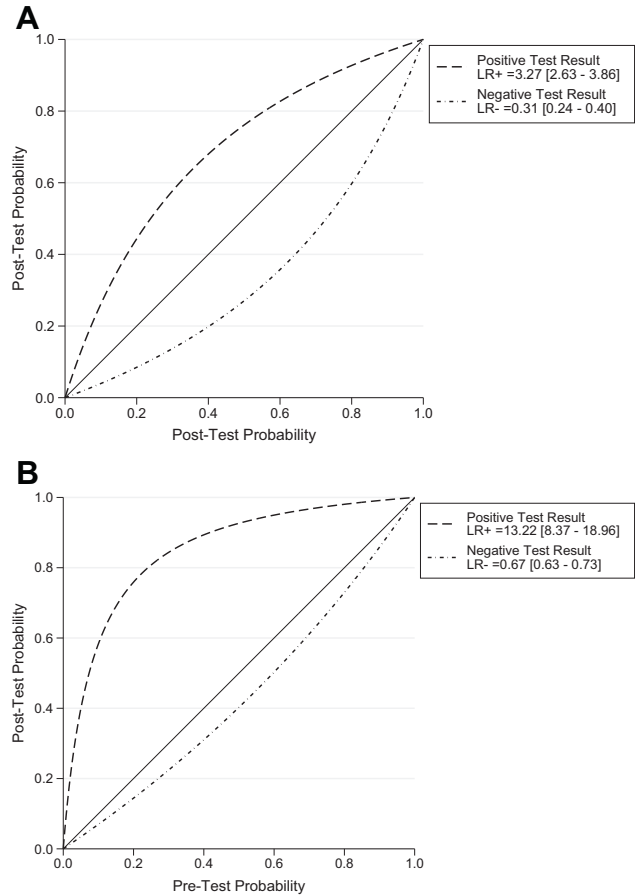 A
1.0
0.8
0.6
0.4
0.2
0.0
Post-Test Probability
0.0 0.2 0.4 0.6 0.8 1.0
Post-Test Probability
Positive Test Result
LR+ =3.27 [2.63 - 3.86]
Negative Test Result
LR- =0.31 [0.24 - 0.40]
B
1.0
0.8
0.6
0.4
0.2
0.0
Post-Test Probability
0.0 0.2 0.4 0.6 0.8 1.0
Pre-Test Probability
Positive Test Result
LR+ =13.22 [8.37 - 18.96]
Negative Test Result
LR- =0.67 [0.63 - 0.73]